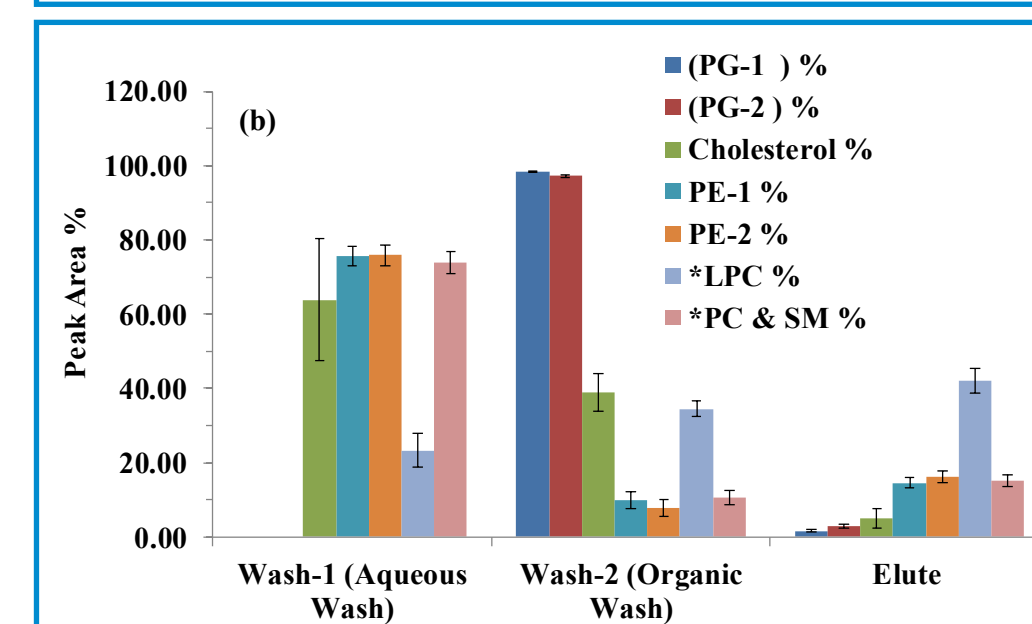 (b)
Peak Area %
120.00
100.00
80.00
60.00
40.00
20.00
0.00
(PG-1 ) %
(PG-2 ) %
Cholesterol %
PE-1 %
PE-2 %
*LPC %
*PC & SM %
Wash-1 (Aqueous
Wash)
Wash-2 (Organic
Wash)
Elute